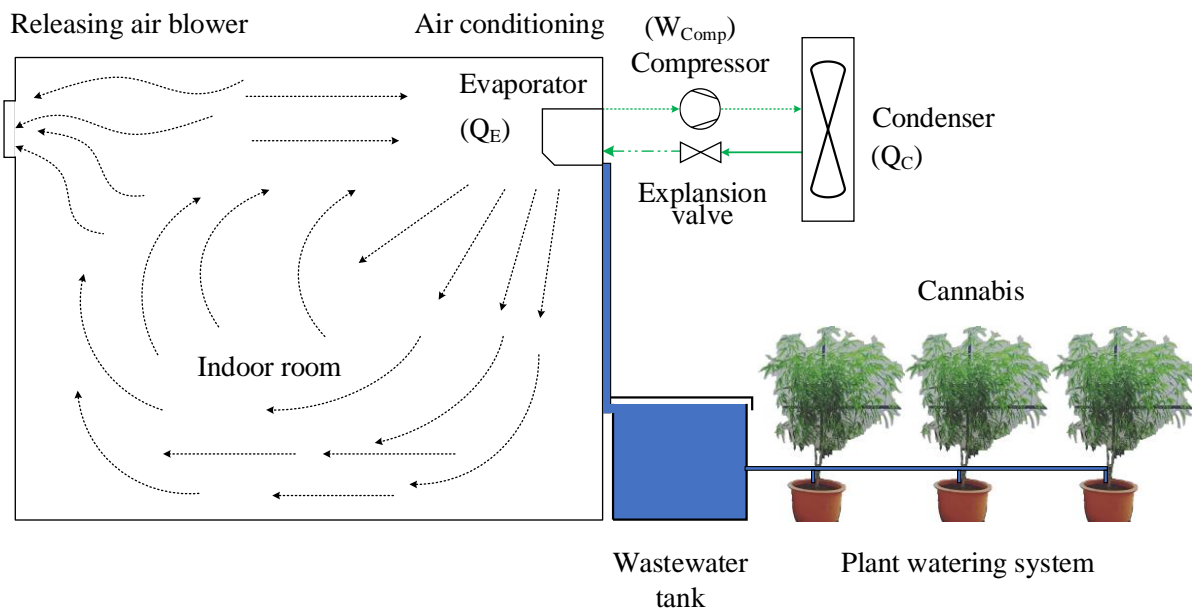 Releasing air blower
Air conditioning
(W_Comp)
Compressor
Evaporator
(Q_E)
Condenser
(Q_C)
Explansion
valve
Cannabis
Indoor room
Wastewater
tank
Plant watering system